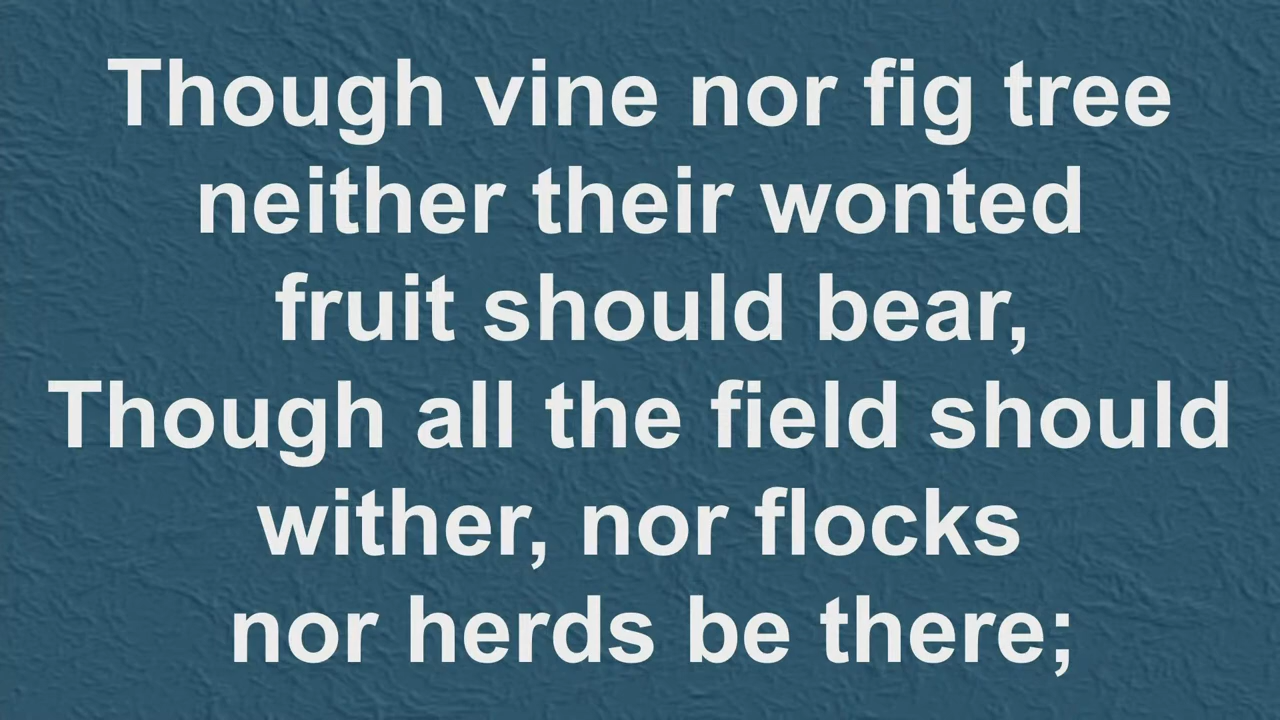 Though vine nor fig tree
neither their wonted
fruit should bear,
Though all the field should
wither, nor flocks
nor herds be there;